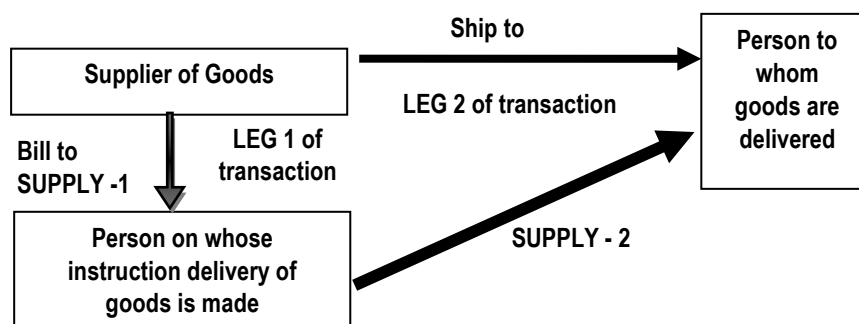 Ship to
Supplier of Goods
Person to
whom
goods are
delivered
LEG 2 of transaction
Bill to
SUPPLY -1
LEG 1 of
transaction
Person on whose
instruction delivery of
goods is made
SUPPLY - 2